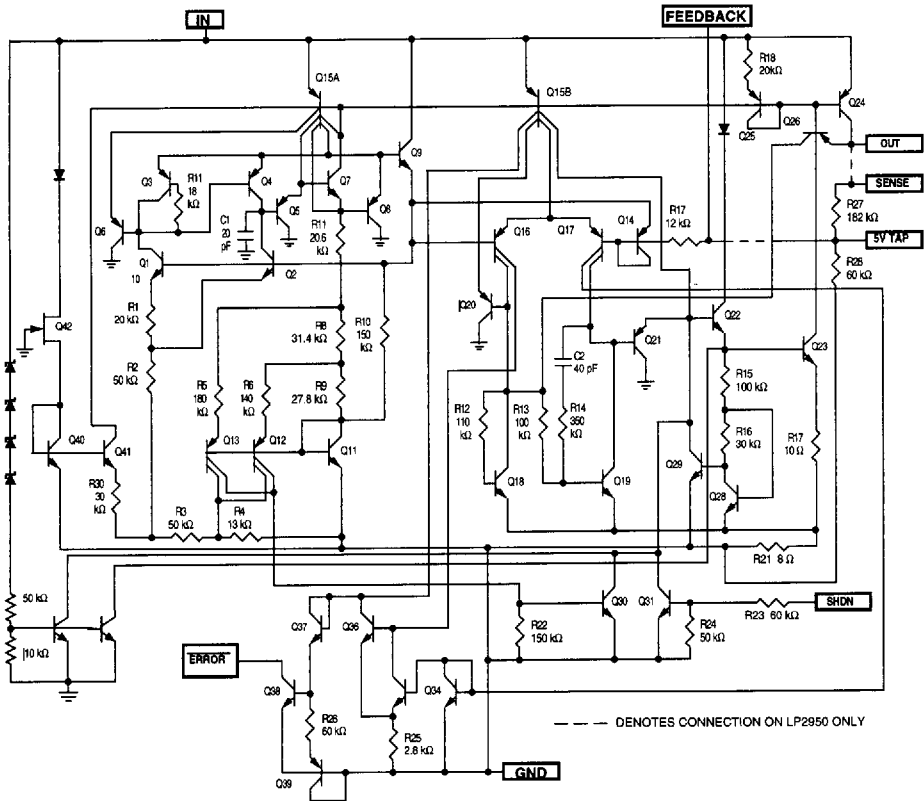 IN
FEEDBACK
Q15A
Q15B
R18
20kΩ
Q24
Q25
Q26
OUT
SENSE
R27
182 kΩ
5V TAP
R28
60 kΩ
Q3
R11
18
kΩ
Q4
Q9
Q7
Q5
Q8
Q6
C1
20
pF
R11
20.6
kΩ
Q1
10
Q2
Q16
Q17
Q14
R17
12 kΩ
Q20
Q21
Q22
Q23
Q42
R1
20 kΩ
R2
50 kΩ
R8
31.4 kΩ
R10
150
kΩ
R5
180
kΩ
R6
140
kΩ
R9
27.8 kΩ
C2
40 pF
R15
100 kΩ
R16
30 kΩ
R17
10 Ω
R12
110
kΩ
R13
100
kΩ
R14
350
kΩ
Q40
Q41
Q13
Q12
Q11
Q18
Q19
Q29
Q28
R30
30
kΩ
R3
50 kΩ
R4
13 kΩ
R21 8 Ω
50 kΩ
10 kΩ
Q37
Q36
R22
150 kΩ
Q30
Q31
R24
50 kΩ
R23 60 kΩ
SHDN
ERROR
Q38
Q34
R26
60 kΩ
R25
2.8 kΩ
Q39
GND
DENOTES CONNECTION ON LP2950 ONLY